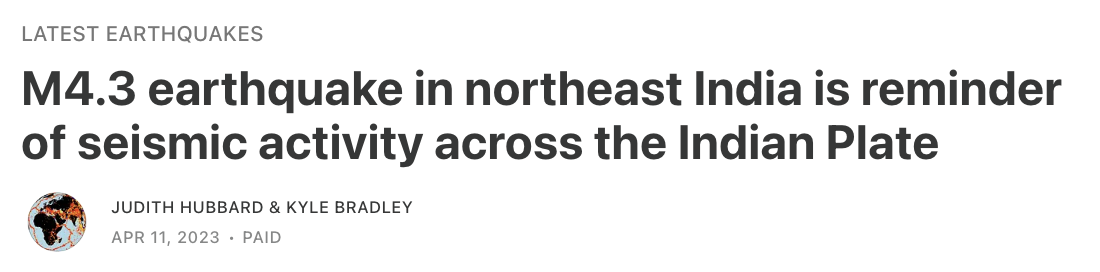 LATEST EARTHQUAKES
M4.3 earthquake in northeast India is reminder
of seismic activity across the Indian Plate
JUDITH HUBBARD & KYLE BRADLEY
APR 11, 2023 · PAID